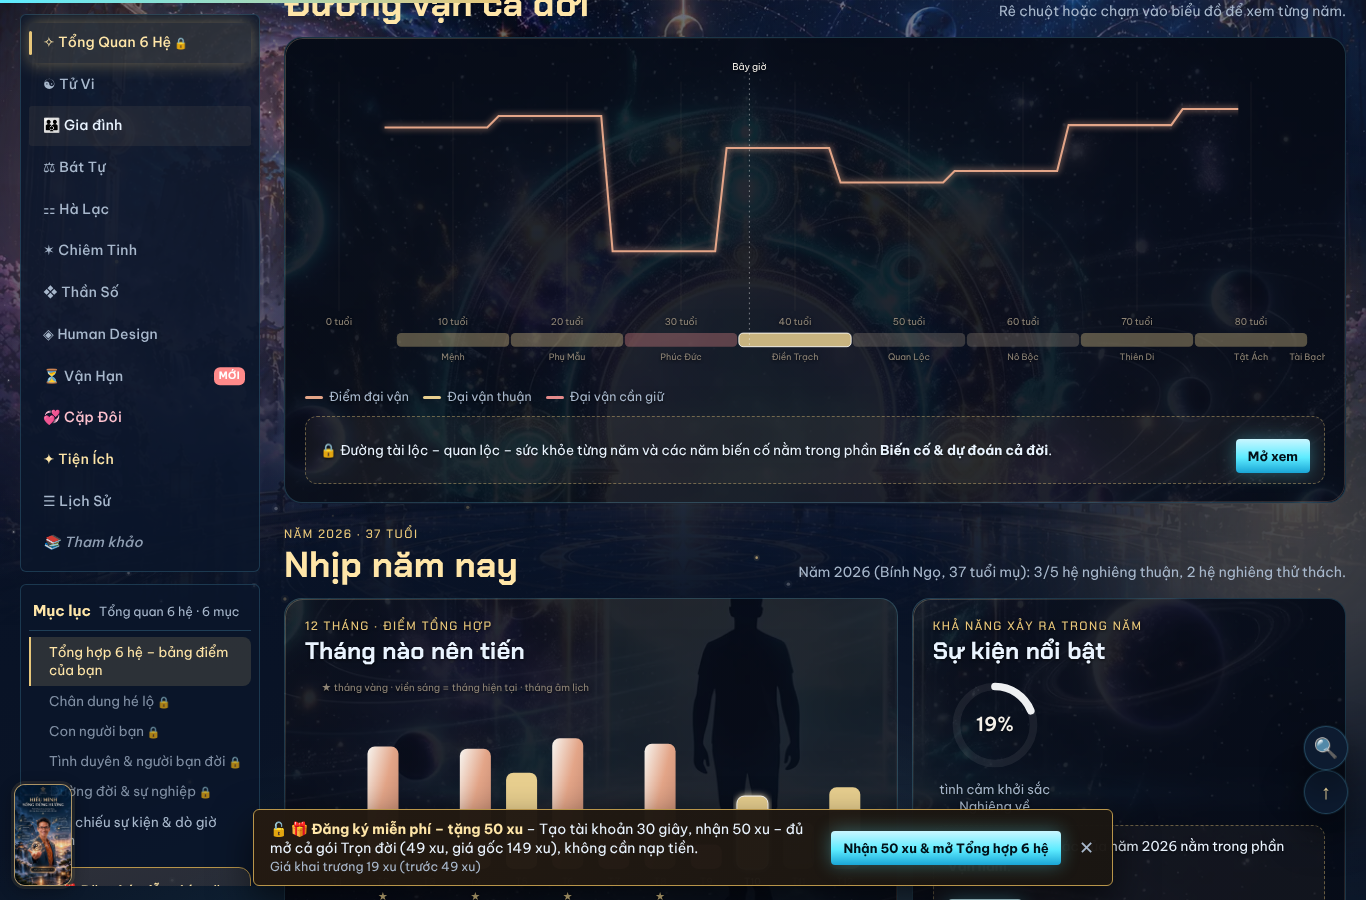 Đường vận cả đời
Rê chuột hoặc chạm vào biểu đồ để xem từng năm.
✧ Tổng Quan 6 Hệ 🔒
☯ Tử Vi
👪 Gia đình
⚖ Bát Tự
⚏ Hà Lạc
✶ Chiêm Tinh
❖ Thần Số
◈ Human Design
⏳ Vận Hạn MỚI
💞 Cặp Đôi
✦ Tiện Ích
☰ Lịch Sử
📚 Tham khảo
Mục lục Tổng quan 6 hệ · 6 mục
Tổng hợp 6 hệ – bảng điểm
của bạn
Chân dung hé lộ 🔒
Con người bạn 🔒
Tình duyên & người bạn đời 🔒
đời & sự nghiệp 🔒
chiếu sự kiện & dò giờ
Bây giờ
0 tuổi 10 tuổi 20 tuổi 30 tuổi 40 tuổi 50 tuổi 60 tuổi 70 tuổi 80 tuổi
Mệnh Phụ Mẫu Phúc Đức Điền Trạch Quan Lộc Nô Bộc Thiên Di Tật Ách Tài Bạch
Điểm đại vận Đại vận thuận Đại vận cần giữ
🔒 Đường tài lộc – quan lộc – sức khỏe từng năm và các năm biến cố nằm trong phần Biến cố & dự đoán cả đời.
Mở xem
NĂM 2026 · 37 TUỔI
Nhịp năm nay
Năm 2026 (Bính Ngọ, 37 tuổi mụ): 3/5 hệ nghiêng thuận, 2 hệ nghiêng thử thách.
12 THÁNG · ĐIỂM TỔNG HỢP
Tháng nào nên tiến
★ tháng vàng · viền sáng = tháng hiện tại · tháng âm lịch
★ ★ ★ ★
KHẢ NĂNG XẢY RA TRONG NĂM
Sự kiện nổi bật
19%
tình cảm khởi sắc
Nghiêng về
năm 2026 nằm trong phần
🔍
↑
🔓 🎁 Đăng ký miễn phí – tặng 50 xu – Tạo tài khoản 30 giây, nhận 50 xu – đủ
mở cả gói Trọn đời (49 xu, giá gốc 149 xu), không cần nạp tiền.
Giá khai trương 19 xu (trước 49 xu)
Nhận 50 xu & mở Tổng hợp 6 hệ
✕